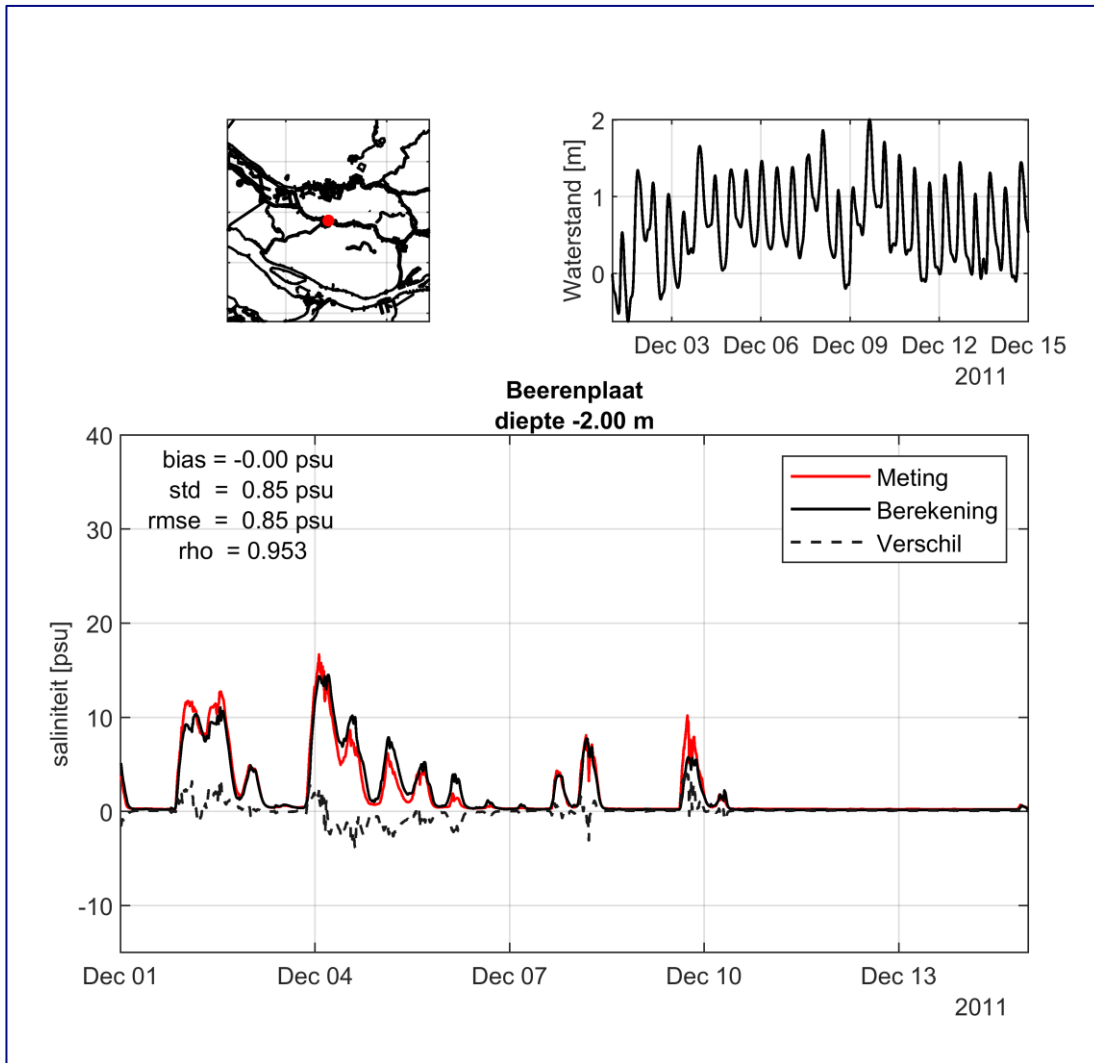 2
1
0
Waterstand [m]
Dec 03 Dec 06 Dec 09 Dec 12 Dec 15
2011
Beerenplaat
diepte -2.00 m
40
30
20
10
0
-10
saliniteit [psu]
bias = -0.00 psu
std = 0.85 psu
rmse = 0.85 psu
rho = 0.953
Meting
Berekening
Verschil
Dec 01 Dec 04 Dec 07 Dec 10 Dec 13
2011